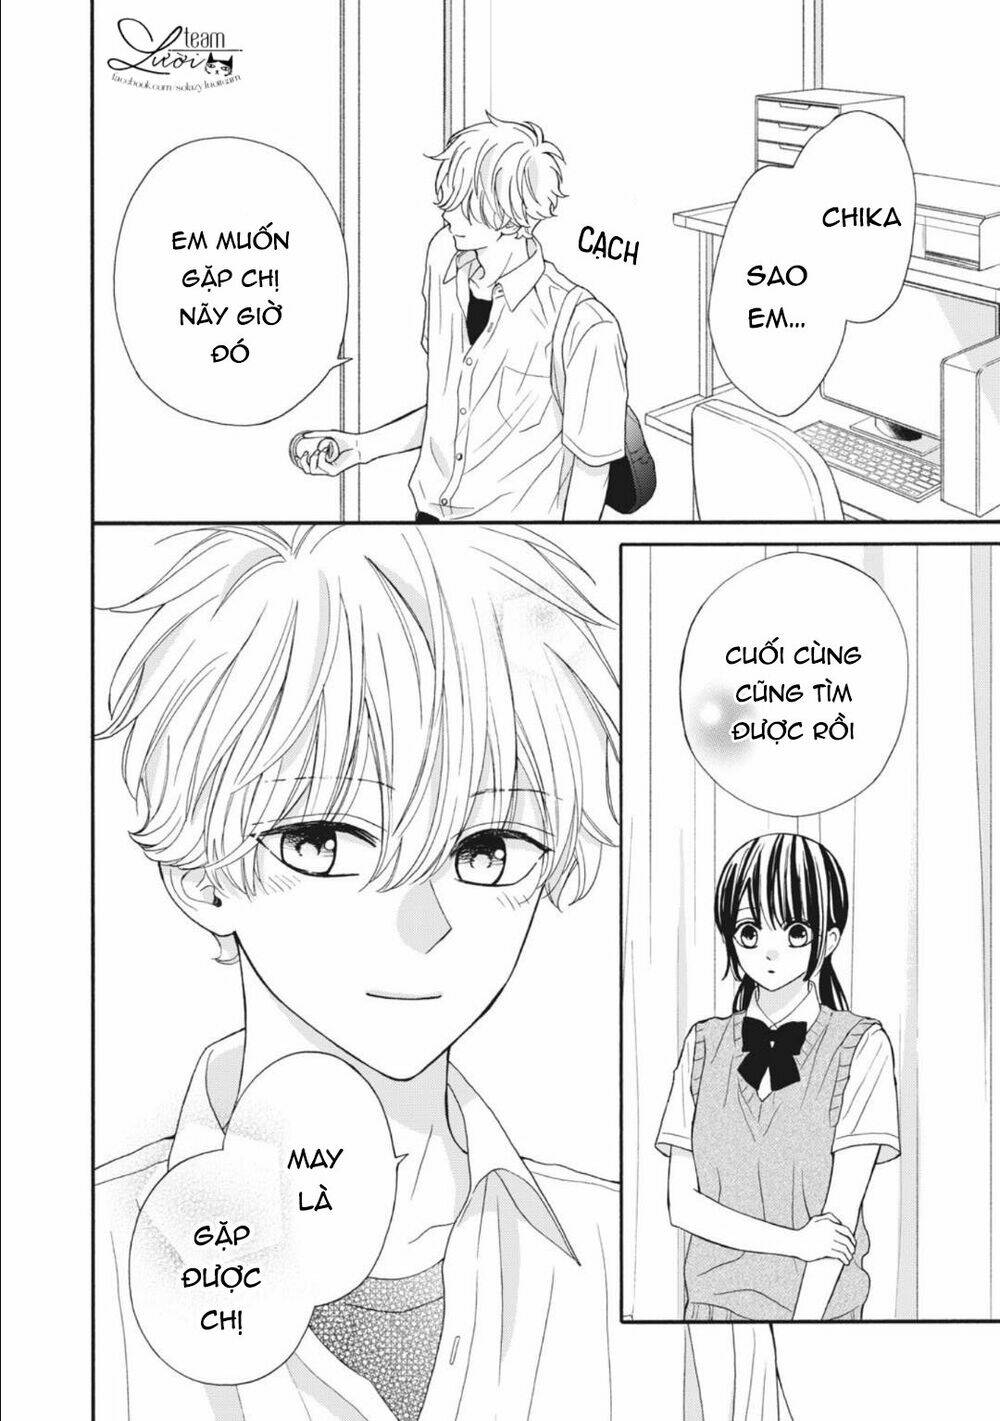 team
Lười
facebook.com/solazy.luoiteam
CHIKA
SAO
EM...
CẠCH
EM MUỐN
GẶP CHỊ
NÃY GIỜ
ĐÓ
CUỐI CÙNG
CŨNG TÌM
ĐƯỢC RỒI
MAY
LÀ
GẶP
ĐƯỢC
CHỊ